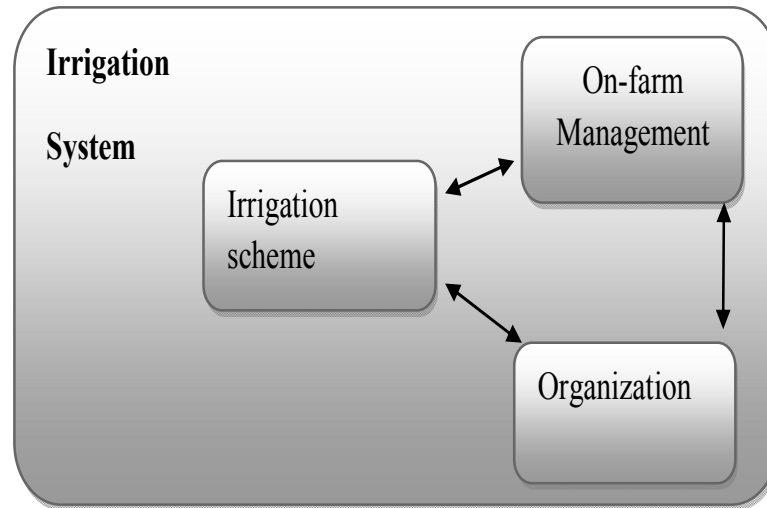 Irrigation
System
On-farm
Management
Irrigation
scheme
Organization